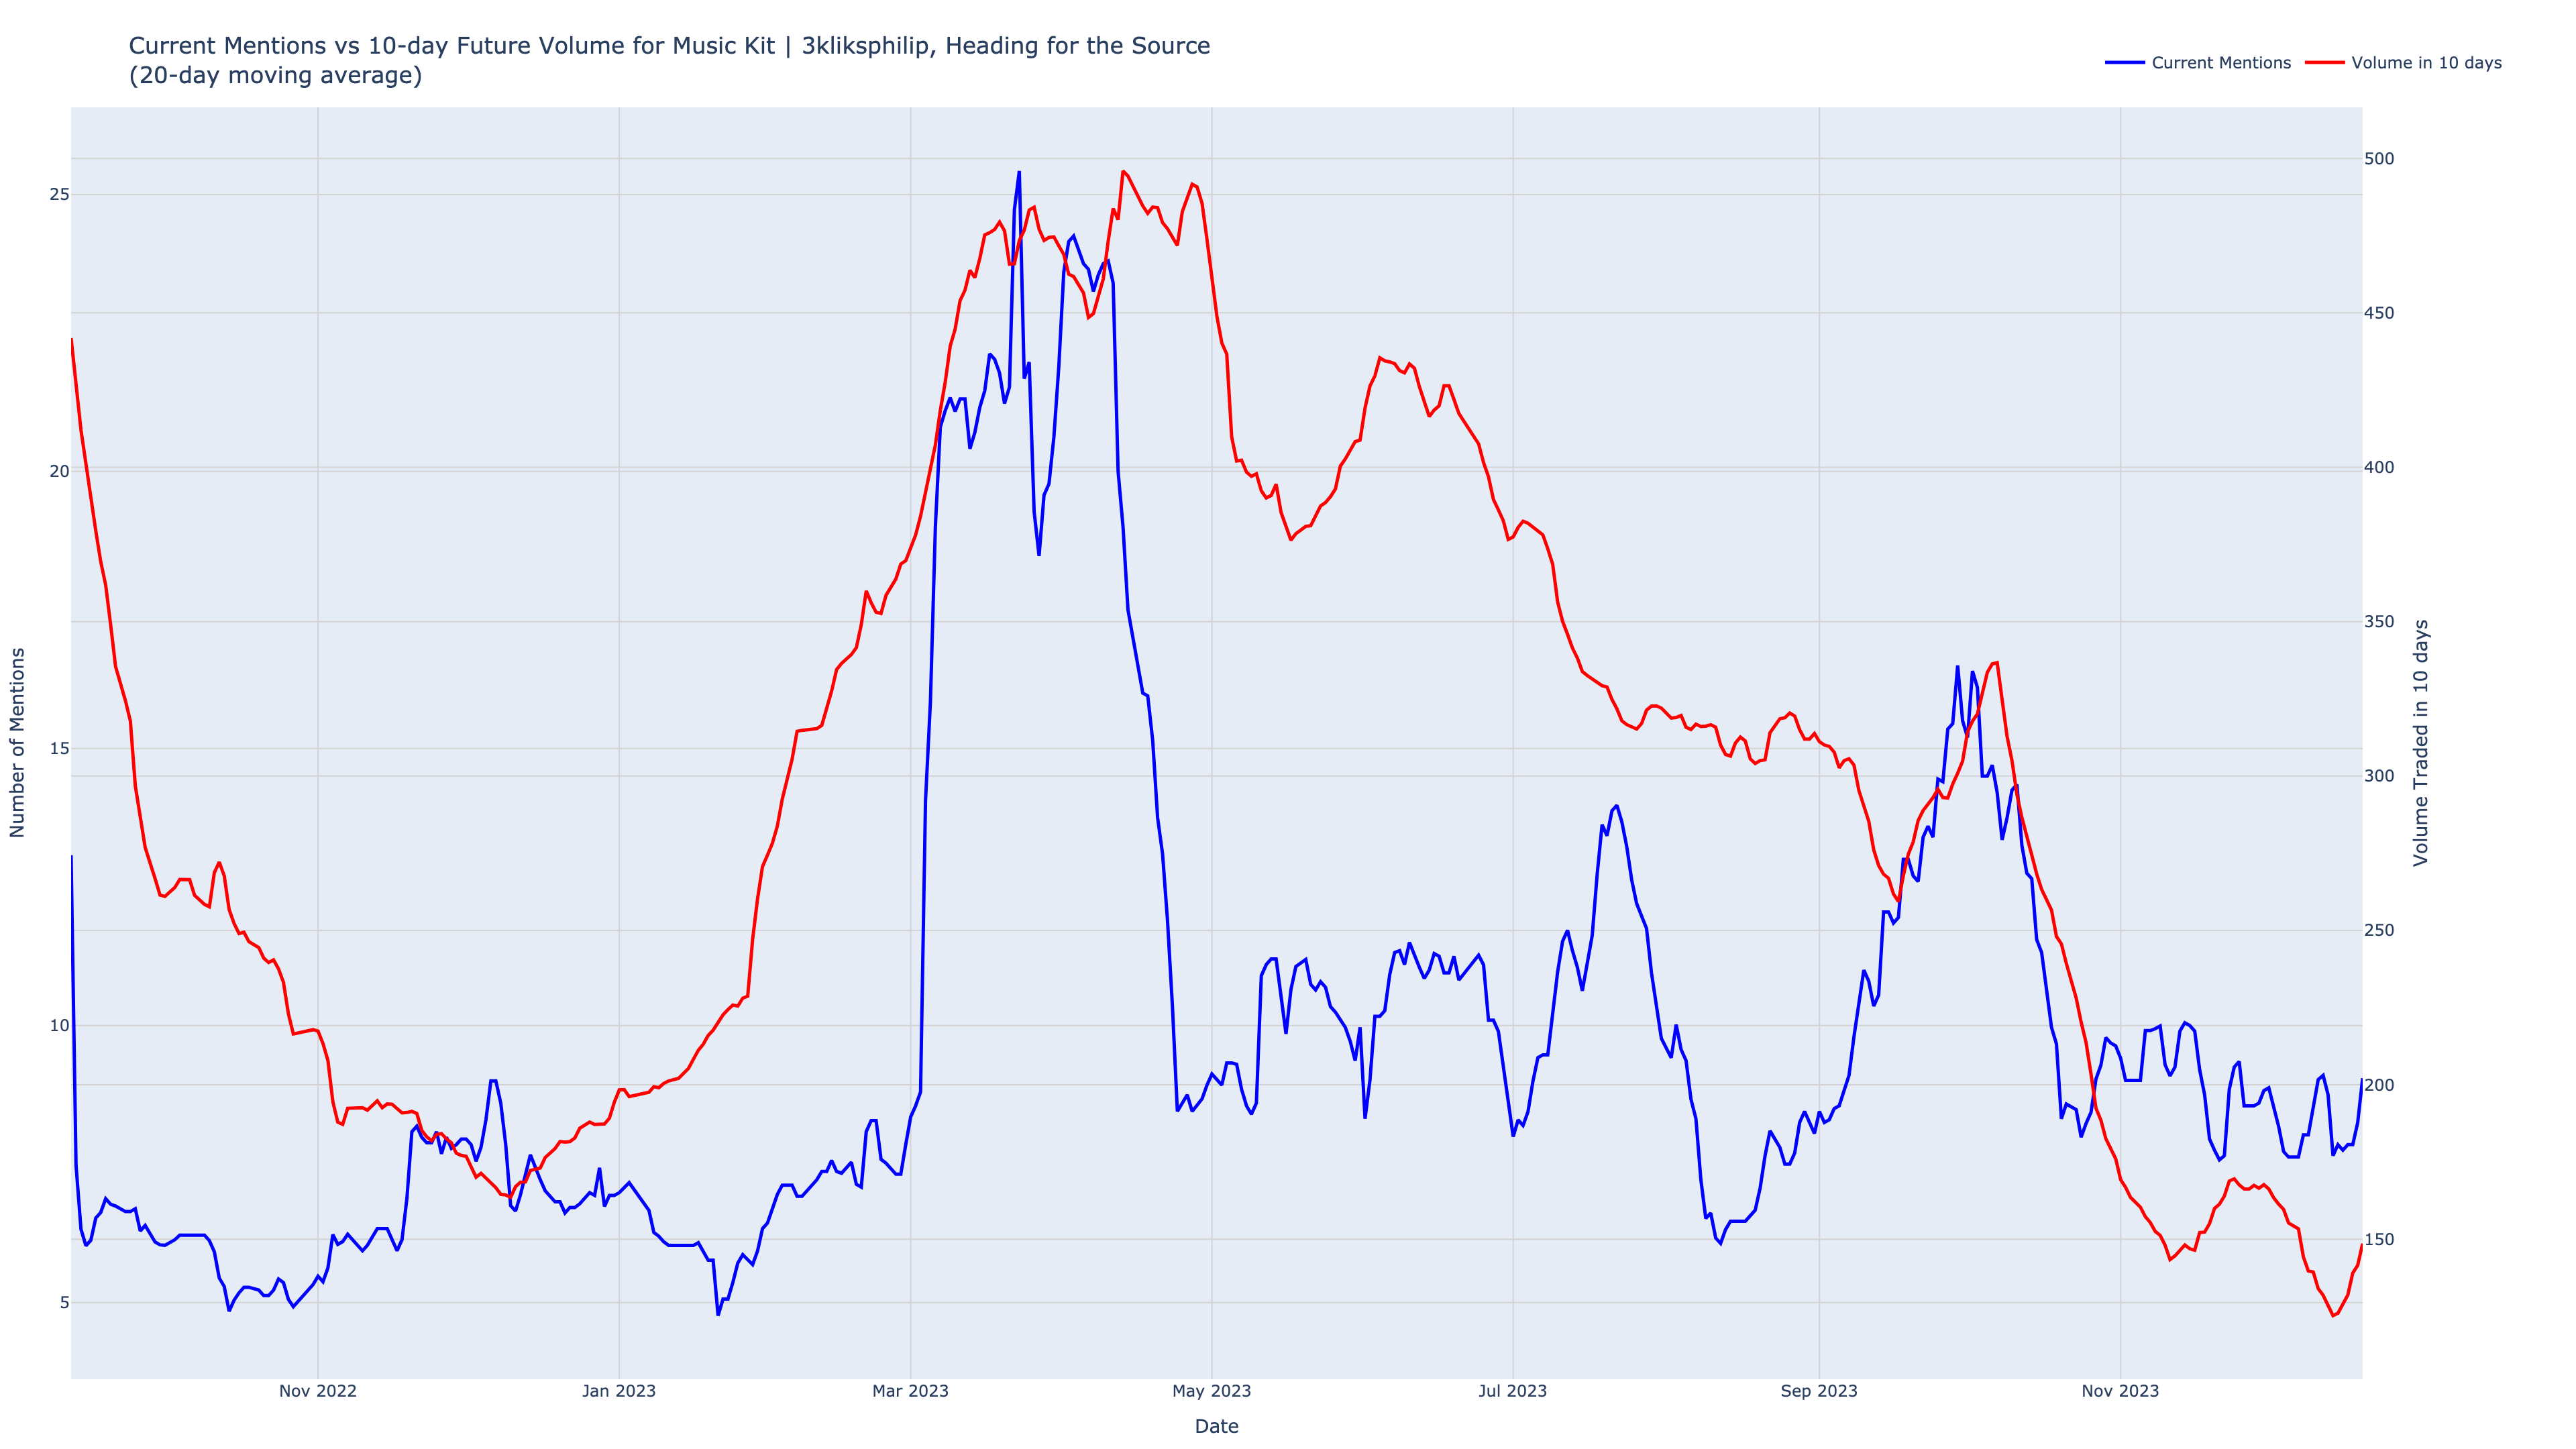 Current Mentions vs 10-day Future Volume for Music Kit | 3kliksphilip, Heading for the Source
(20-day moving average)
Current Mentions
Volume in 10 days
Number of Mentions
25
20
15
10
5
500
450
400
350
300
250
200
150
Volume Traded in 10 days
Nov 2022
Jan 2023
Mar 2023
May 2023
Jul 2023
Sep 2023
Nov 2023
Date